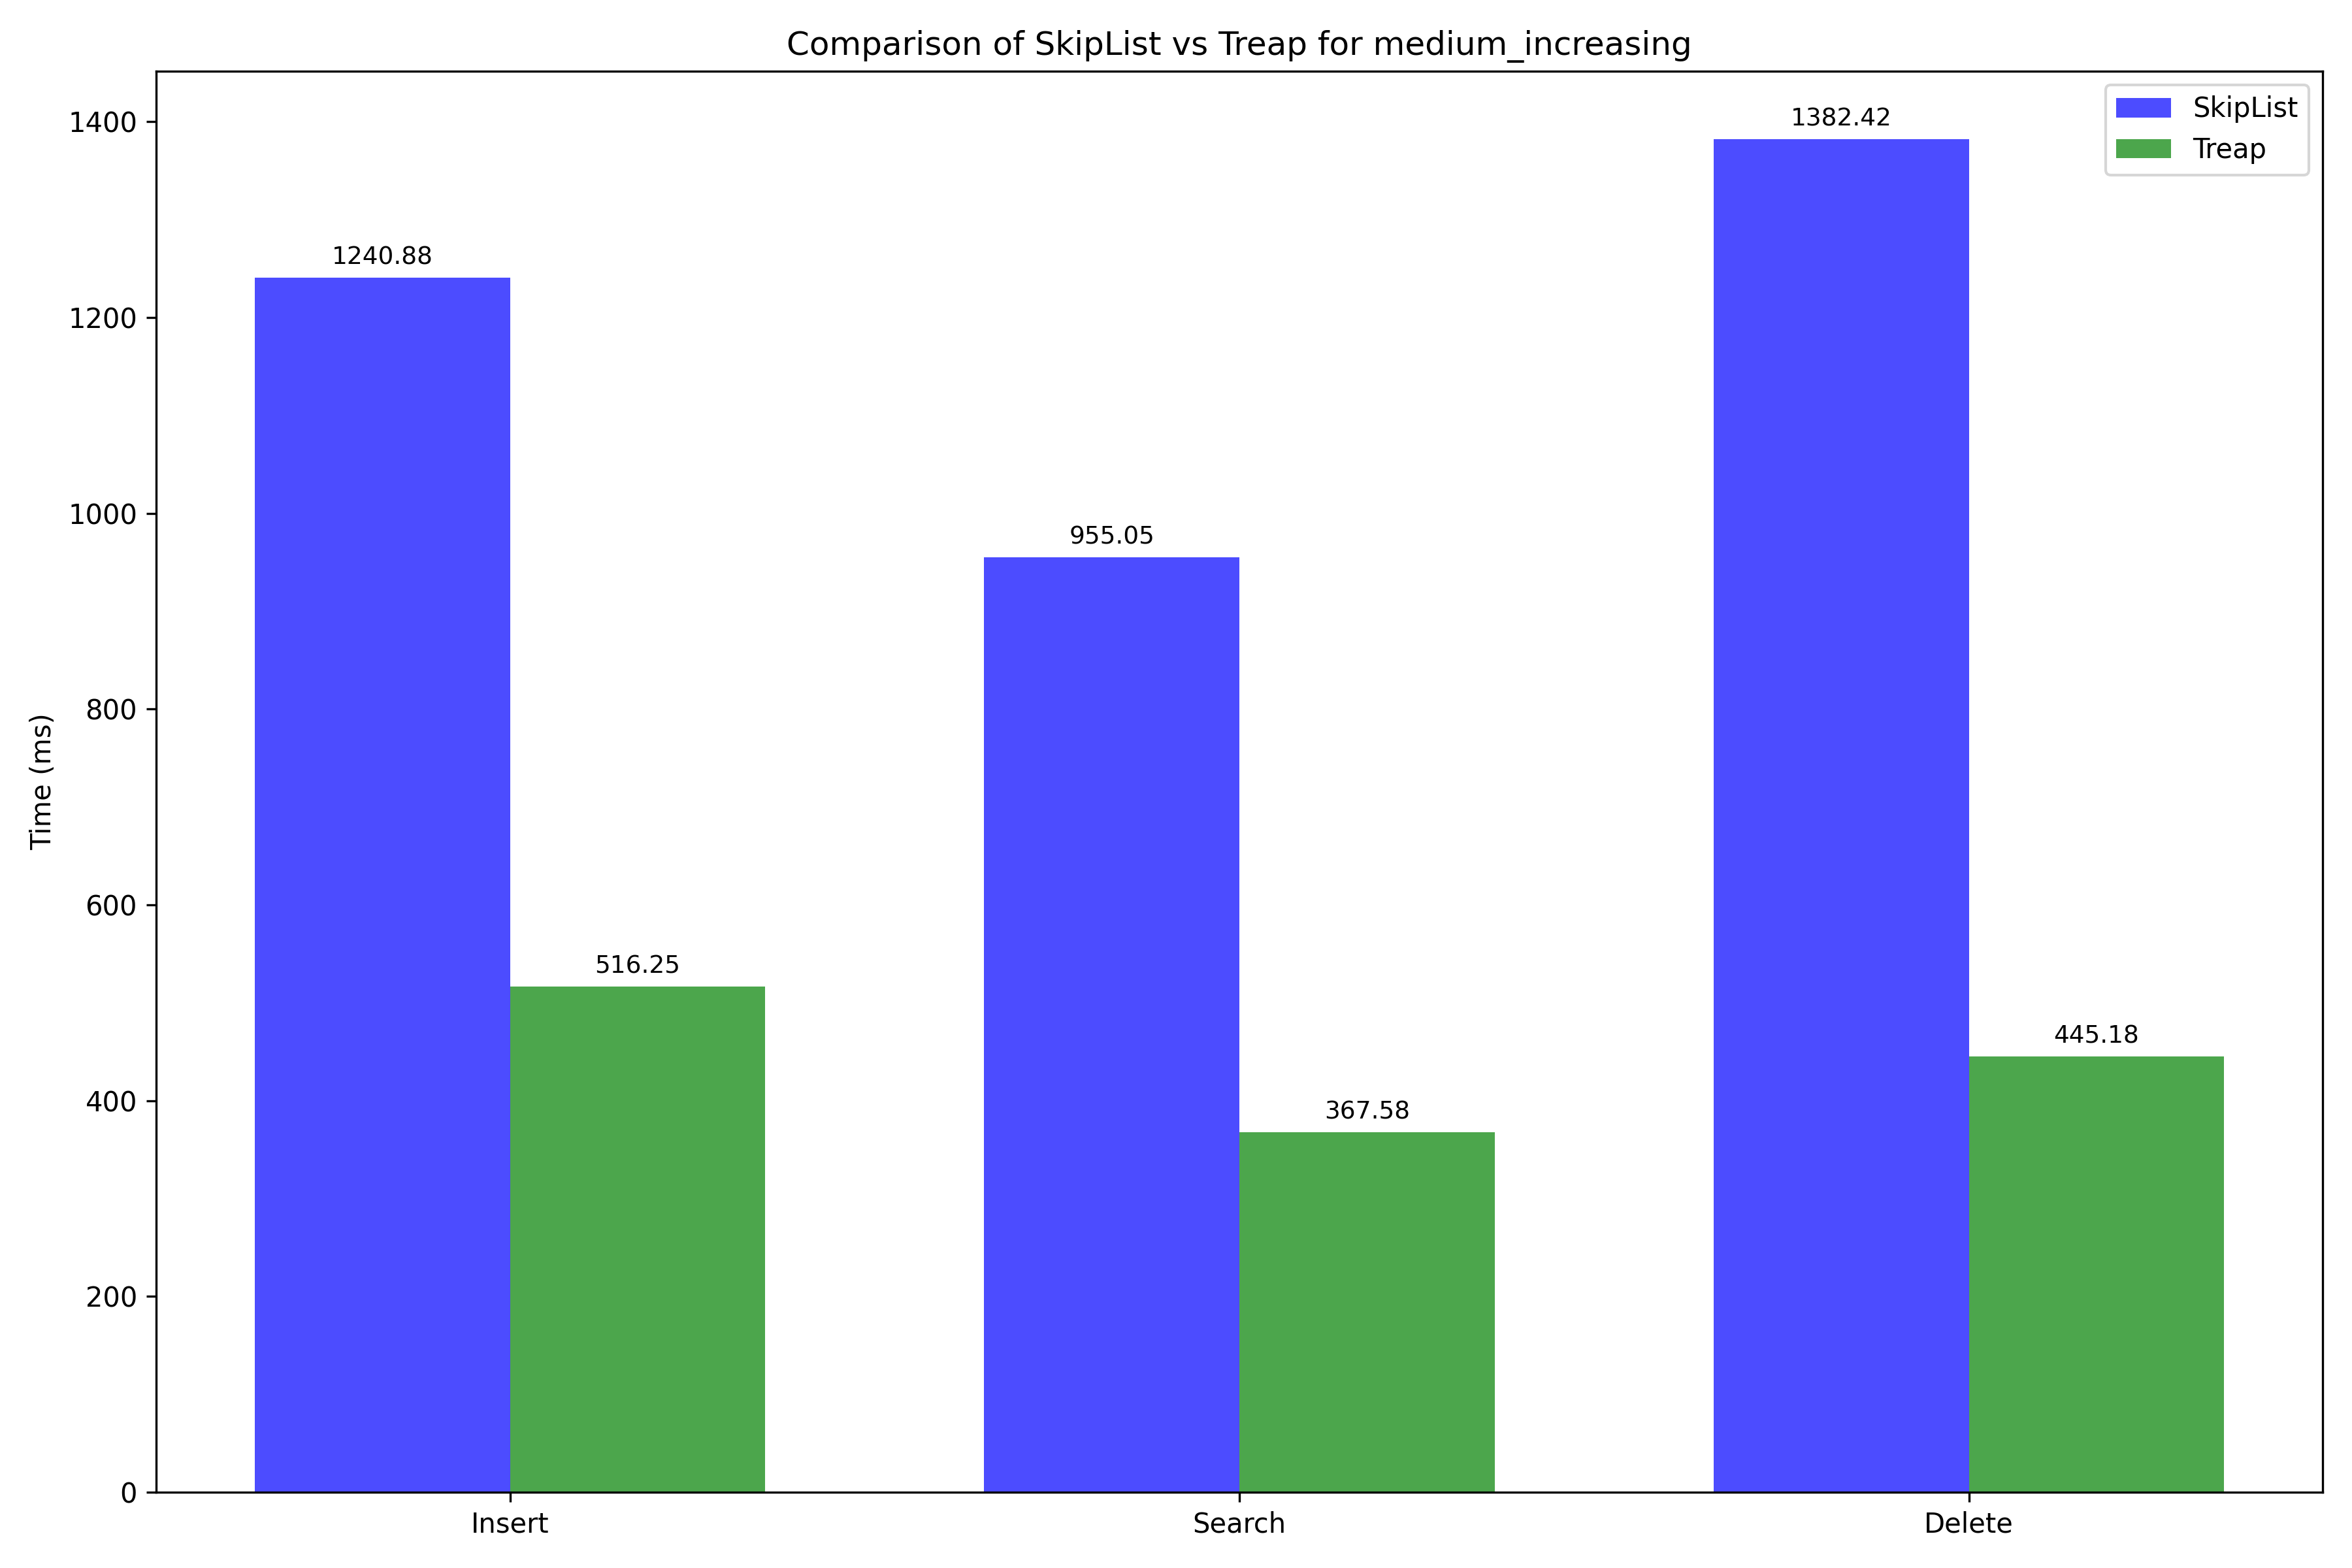 Comparison of SkipList vs Treap for medium_increasing
SkipList
Treap
Time (ms)
1400
1200
1000
800
600
400
200
0
1240.88
516.25
955.05
367.58
1382.42
445.18
Insert
Search
Delete